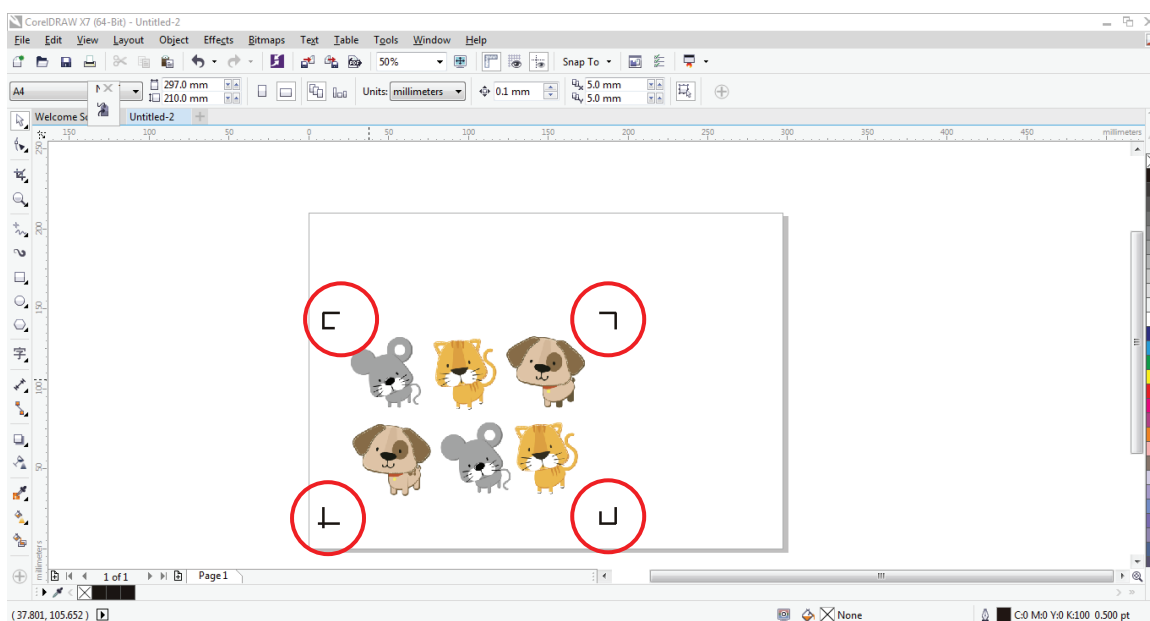 CorelDRAW X7 (64-Bit) - Untitled-2
File Edit View Layout Object Effects Bitmaps Text Table Tools Window Help
50% Snap To
A4 297.0 mm 210.0 mm Units: millimeters 0.1 mm 5.0 mm 5.0 mm
Welcome Sc Untitled-2
150 100 50 0 50 100 150 200 250 300 350 400 450 millimeters
250
200
150
字
100
50
millimeters
1 of 1 Page 1
(37.801, 105.652) None C:0 M:0 Y:0 K:100 0.500 pt